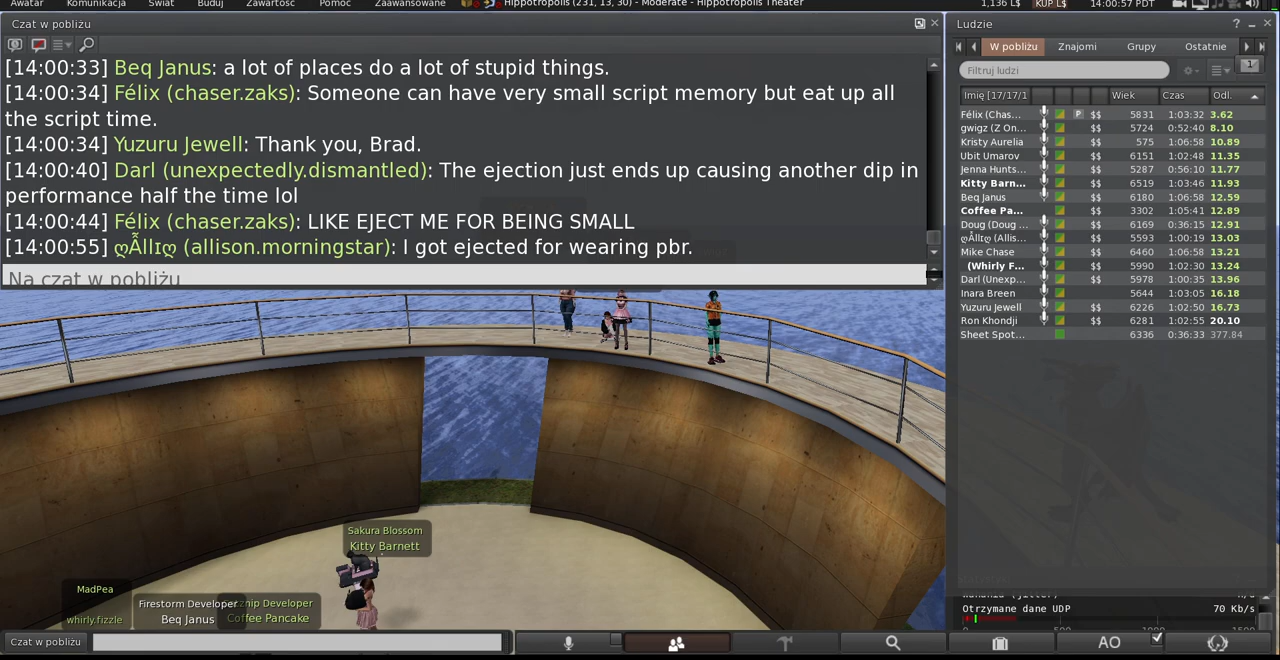 Awatar Komunikacja Świat Buduj Zawartość Pomoc Zaawansowane Hippotropolis (231, 13, 30) - Moderate - Hippotropolis Theater 1,136 L$ KUP L$ 14:00:57 PDT
Czat w pobliżu
[14:00:33] Beq Janus: a lot of places do a lot of stupid things.
[14:00:34] Félix (chaser.zaks): Someone can have very small script memory but eat up all
the script time.
[14:00:34] Yuzuru Jewell: Thank you, Brad.
[14:00:40] Darl (unexpectedly.dismantled): The ejection just ends up causing another dip in
performance half the time lol
[14:00:44] Félix (chaser.zaks): LIKE EJECT ME FOR BEING SMALL
[14:00:55] ღẴllɪღ (allison.morningstar): I got ejected for wearing pbr.
Na czat w pobliżu
Ludzie
W pobliżu Znajomi Grupy Ostatnie
Filtruj ludzi
1
Imię [17/17/1 Wiek Czas Odl.
Félix (Chas... P $$ 5831 1:03:32 3.62
gwigz (Z On... $$ 5724 0:52:40 8.10
Kristy Aurelia 575 1:06:58 10.89
Ubit Umarov $$ 6151 1:02:48 11.35
Jenna Hunts... $$ 5287 0:56:10 11.77
Kitty Barn... $$ 6519 1:03:46 11.93
Beq Janus $$ 6180 1:06:58 12.59
Coffee Pa... $$ 3302 1:05:41 12.89
Doug (Doug ... $$ 6169 0:36:15 12.91
ღẴllɪღ (Allis... $$ 5593 1:00:19 13.03
Mike Chase $$ 6460 1:06:58 13.21
(Whirly F... $$ 5990 1:02:30 13.24
Darl (Unexp... $$ 5978 1:00:35 13.96
Inara Breen 5644 1:03:05 16.18
Yuzuru Jewell $$ 6226 1:02:50 16.73
Ron Khondji $$ 6281 1:02:55 20.10
Sheet Spot... $$ 6336 0:36:33 377.84
Sakura Blossom
Kitty Barnett
MadPea
whirly.fizzle
Firestorm Developer
Beq Janus
Developer
Coffee Pancake
Otrzymane dane UDP 70 Kb/s
Czat w pobliżu
AO